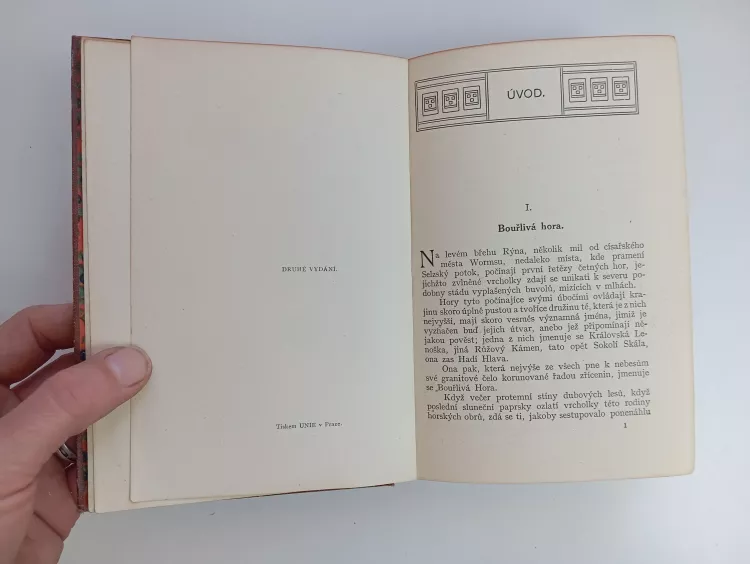 DRUHÉ VYDÁNÍ.
Tiskem UNIE v Praze.
ÚVOD.
I.
Bouřlivá hora.
Na levém břehu Rýna, několik mil od císařského
města Wormsu, nedaleko místa, kde pramení
Selzský potok, počínají první řetězy četných hor, je-
jichžto zvlněné vrcholky zdají se unikati k severu po-
dobny stádu vyplašených buvolů, mizících v mlhách.
Hory tyto počínajíce svými úbočími ovládají kra-
jinu skoro úplně pustou a tvoříce družinu té, která je z nich
nejvyšší, mají skoro vesměs významná jména, jimiž je
vyznačen buď jejich útvar, anebo jež připomínají ně-
jakou pověst; jedna z nich jmenuje se Královská Le-
noška, jiná Růžový Kámen, tato opět Sokolí Skála,
ona zas Hadí Hlava.
Ona pak, která nejvýše ze všech pne k nebesům
své granitové čelo korunované řadou zřícenin, jmenuje
se Bouřlivá Hora.
Když večer protemní stíny dubových lesů, když
poslední sluneční paprsky ozlatí vrcholky této rodiny
horských obrů, zdá se ti, jakoby sestupovalo ponenáhlu
1